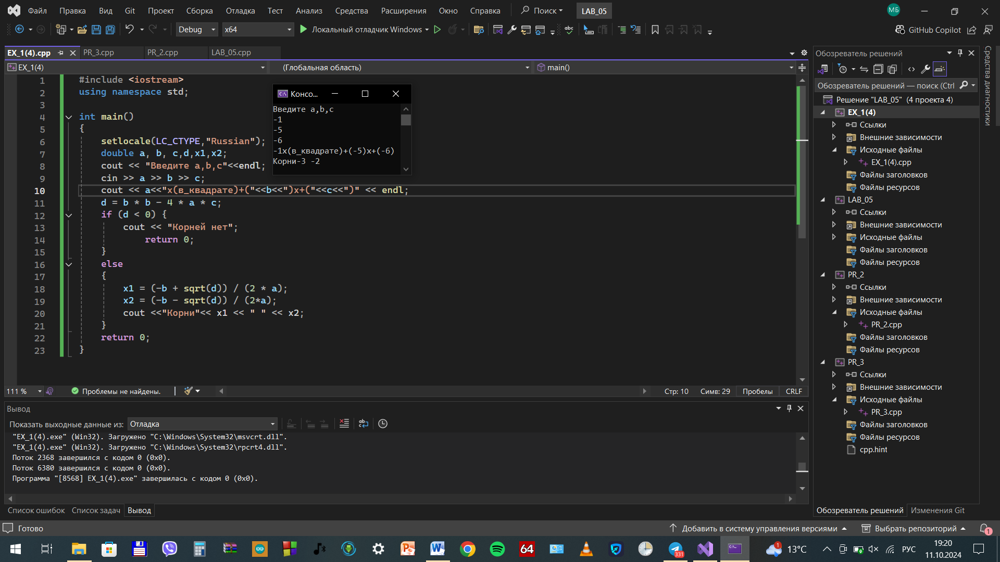 Файл Правка Вид Git Проект Сборка Отладка Тест Анализ Средства Расширения Окно Справка Поиск LAB_05 МБ
Debug x64 Локальный отладчик Windows abc GitHub Copilot
EX_1(4).cpp PR_3.cpp PR_2.cpp LAB_05.cpp
EX_1(4) (Глобальная область) main()
1 #include <iostream>
2 using namespace std;
3
4 int main()
5 {
6 setlocale(LC_CTYPE,"Russian");
7 double a, b, c,d,x1,x2;
8 cout << "Введите a,b,c"<<endl;
9 cin >> a >> b >> c;
10 cout << a<<"x(в_квадрате)+("<<b<<")x+("<<c<<")" << endl;
11 d = b * b - 4 * a * c;
12 if (d < 0) {
13 cout << "Корней нет";
14 return 0;
15 }
16 else
17 {
18 x1 = (-b + sqrt(d)) / (2 * a);
19 x2 = (-b - sqrt(d)) / (2*a);
20 cout <<"Корни"<< x1 << " " << x2;
21 }
22 return 0;
23 }
Консо...
Введите a,b,c
-1
-5
-6
-1x(в_квадрате)+(-5)x+(-6)
Корни-3 -2
111 % Проблемы не найдены. Стр: 10 Симв: 29 Пробелы CRLF
Вывод
Показать выходные данные из: Отладка
"EX_1(4).exe" (Win32). Загружено "C:\Windows\System32\msvcrt.dll".
"EX_1(4).exe" (Win32). Загружено "C:\Windows\System32\rpcrt4.dll".
Поток 2368 завершился с кодом 0 (0x0).
Поток 6380 завершился с кодом 0 (0x0).
Программа "[8568] EX_1(4).exe" завершилась с кодом 0 (0x0).
Список ошибок Список задач Вывод
Обозреватель решений
Обозреватель решений — поиск (Ctrl
Решение "LAB_05" (4 проекта 4)
EX_1(4)
Ссылки
Внешние зависимости
Исходные файлы
EX_1(4).cpp
Файлы заголовков
Файлы ресурсов
LAB_05
Ссылки
Внешние зависимости
Исходные файлы
Файлы заголовков
Файлы ресурсов
PR_2
Ссылки
Внешние зависимости
Исходные файлы
PR_2.cpp
Файлы заголовков
Файлы ресурсов
PR_3
Ссылки
Внешние зависимости
Исходные файлы
PR_3.cpp
Файлы заголовков
Файлы ресурсов
cpp.hint
Обозреватель решений Изменения Git
Средства диагностики
Готово Добавить в систему управления версиями Выбрать репозиторий 1
64 331 1 13°C РУС 19:20
11.10.2024